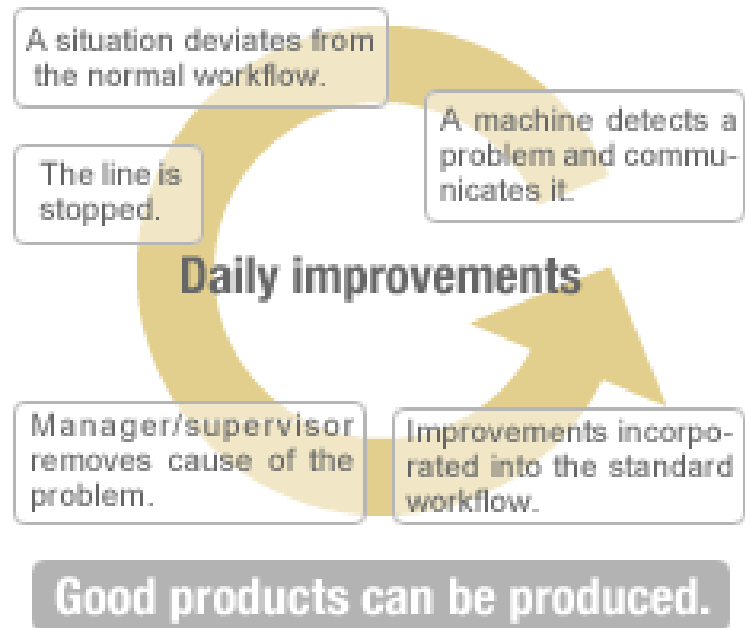 A situation deviates from
the normal workflow.
A machine detects a
problem and commu-
nicates it.
The line is
stopped.
Daily improvements
Manager/supervisor
removes cause of the
problem.
Improvements incorpo-
rated into the standard
workflow.
Good products can be produced.